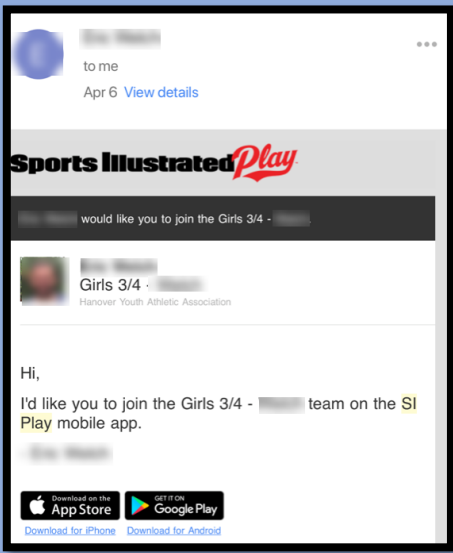 E
to me
Apr 6 View details
Sports Illustrated Play
would like you to join the Girls 3/4 -
Girls 3/4 -
Hanover Youth Athletic Association
Hi,
I'd like you to join the Girls 3/4 - team on the SI
Play mobile app.
-
Download on the
App Store
GET IT ON
Google Play
Download for iPhone Download for Android